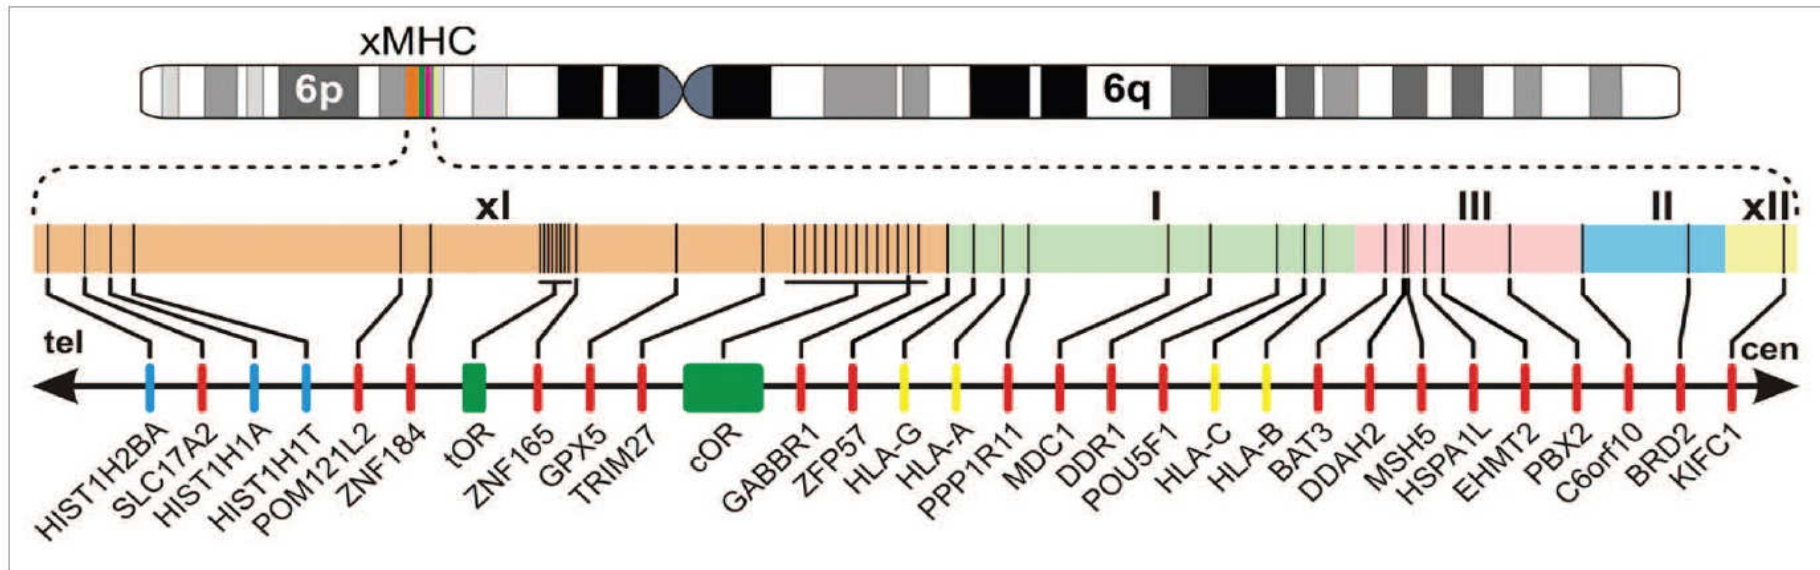 xMHC
6p 6q
xI I III II xII
tel cen
HIST1H2BA
SLC17A2
HIST1H1A
HIST1H1T
POM121L2
ZNF184
tOR
ZNF165
GPX5
TRIM27
cOR
GABBR1
ZFP57
HLA-G
HLA-A
PPP1R11
MDC1
DDR1
POU5F1
HLA-C
HLA-B
BAT3
DDAH2
MSH5
HSPA1L
EHMT2
PBX2
C6orf10
BRD2
KIFC1